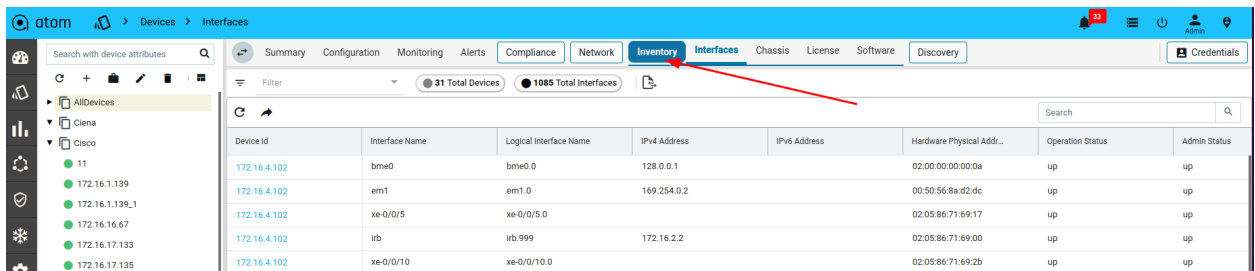 atom > Devices > Interfaces 33 Admin
Search with device attributes Summary Configuration Monitoring Alerts Compliance Network Inventory Interfaces Chassis License Software Discovery Credentials
Filter 31 Total Devices 1085 Total Interfaces
AllDevices
Ciena Search
Cisco Device Id Interface Name Logical Interface Name IPv4 Address IPv6 Address Hardware Physical Addr... Operation Status Admin Status
11 172.16.4.102 bme0 bme0.0 128.0.0.1 02:00:00:00:00:0a up up
172.16.1.139 172.16.4.102 em1 em1.0 169.254.0.2 00:50:56:8a:d2:dc up up
172.16.1.139_1
172.16.16.67 172.16.4.102 xe-0/0/5 xe-0/0/5.0 02:05:86:71:69:17 up up
172.16.17.133 172.16.4.102 irb irb.999 172.16.2.2 02:05:86:71:69:00 up up
172.16.17.135 172.16.4.102 xe-0/0/10 xe-0/0/10.0 02:05:86:71:69:2b up up